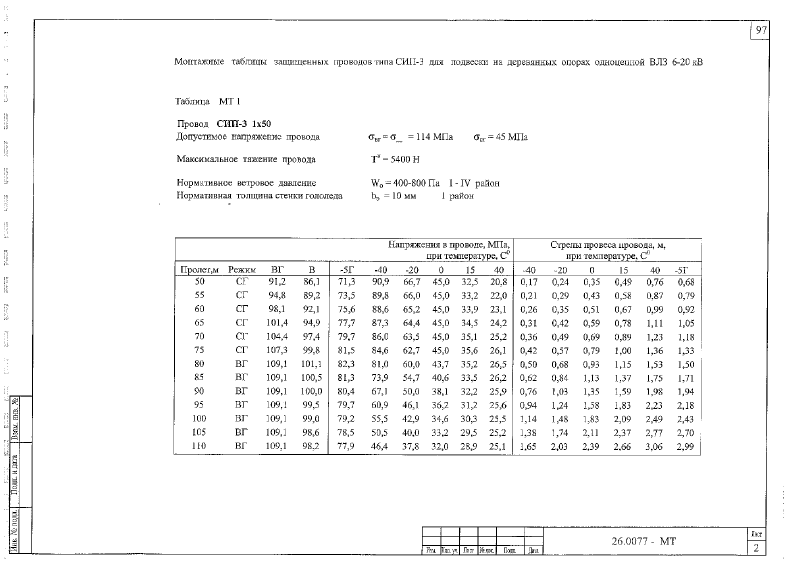 97
Монтажные таблицы защищенных проводов типа СИП-3 для подвески на деревянных опорах одноцепной ВЛЗ 6-20 кВ
Таблица МТ 1
Провод СИП-3 1x50
Допустимое напряжение провода σвг = σ_ = 114 МПа σсг = 45 МПа
Максимальное тяжение провода Тн = 5400 Н
Нормативное ветровое давление W₀ = 400-800 Па I - IV район
Нормативная толщина стенки гололеда bэ = 10 мм I район
Напряжения в проводе, МПа, Стрелы провеса провода, м,
при температуре, С⁰ при температуре, С⁰
Пролет,м Режим ВГ В -5Г -40 -20 0 15 40 -40 -20 0 15 40 -5Г
50 СГ 91,2 86,1 71,3 90,9 66,7 45,0 32,5 20,8 0,17 0,24 0,35 0,49 0,76 0,68
55 СГ 94,8 89,2 73,5 89,8 66,0 45,0 33,2 22,0 0,21 0,29 0,43 0,58 0,87 0,79
60 СГ 98,1 92,1 75,6 88,6 65,2 45,0 33,9 23,1 0,26 0,35 0,51 0,67 0,99 0,92
65 СГ 101,4 94,9 77,7 87,3 64,4 45,0 34,5 24,2 0,31 0,42 0,59 0,78 1,11 1,05
70 СГ 104,4 97,4 79,7 86,0 63,5 45,0 35,1 25,2 0,36 0,49 0,69 0,89 1,23 1,18
75 СГ 107,3 99,8 81,5 84,6 62,7 45,0 35,6 26,1 0,42 0,57 0,79 1,00 1,36 1,33
80 ВГ 109,1 101,1 82,3 81,0 60,0 43,7 35,2 26,5 0,50 0,68 0,93 1,15 1,53 1,50
85 ВГ 109,1 100,5 81,3 73,9 54,7 40,6 33,5 26,2 0,62 0,84 1,13 1,37 1,75 1,71
90 ВГ 109,1 100,0 80,4 67,1 50,0 38,1 32,2 25,9 0,76 1,03 1,35 1,59 1,98 1,94
95 ВГ 109,1 99,5 79,7 60,9 46,1 36,2 31,2 25,6 0,94 1,24 1,58 1,83 2,23 2,18
100 ВГ 109,1 99,0 79,2 55,5 42,9 34,6 30,3 25,5 1,14 1,48 1,83 2,09 2,49 2,43
105 ВГ 109,1 98,6 78,5 50,5 40,0 33,2 29,5 25,2 1,38 1,74 2,11 2,37 2,77 2,70
110 ВГ 109,1 98,2 77,9 46,4 37,8 32,0 28,9 25,1 1,65 2,03 2,39 2,66 3,06 2,99
Взам. инв. №
Подп. и дата
Инв. № подл.
Изм. Кол.уч. Лист №док. Подп. Дата
26.0077 - МТ
Лист
2